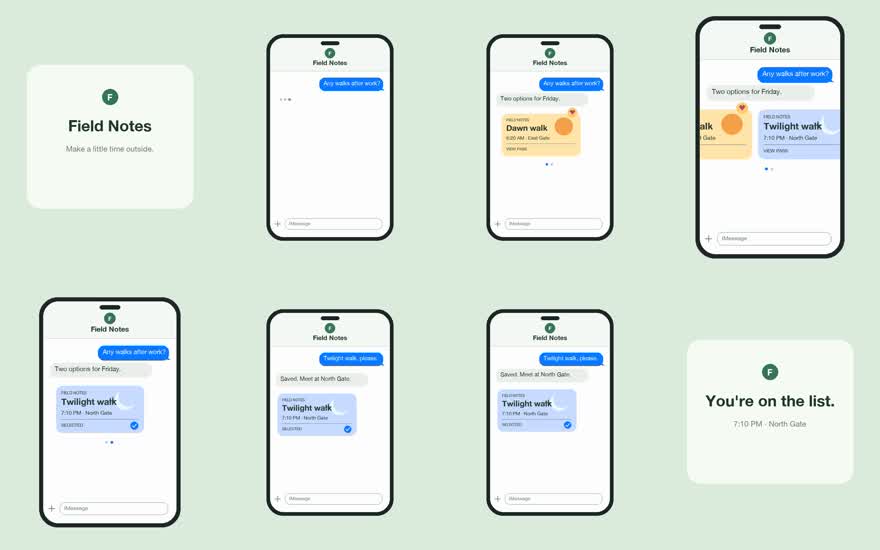 F
Field Notes
Make a little time outside.
F
Field Notes
Any walks after work?
iMessage
F
Field Notes
Any walks after work?
Two options for Friday.
FIELD NOTES
Dawn walk
6:20 AM · East Gate
VIEW PASS
iMessage
F
Field Notes
Any walks after work?
Two options for Friday.
alk
Gate
FIELD NOTES
Twilight walk
7:10 PM · North Gate
VIEW PASS
iMessage
F
Field Notes
Any walks after work?
Two options for Friday.
FIELD NOTES
Twilight walk
7:10 PM · North Gate
SELECTED
iMessage
F
Field Notes
Twilight walk, please.
Saved. Meet at North Gate.
FIELD NOTES
Twilight walk
7:10 PM · North Gate
SELECTED
iMessage
F
Field Notes
Twilight walk, please.
Saved. Meet at North Gate.
FIELD NOTES
Twilight walk
7:10 PM · North Gate
SELECTED
iMessage
F
You're on the list.
7:10 PM · North Gate